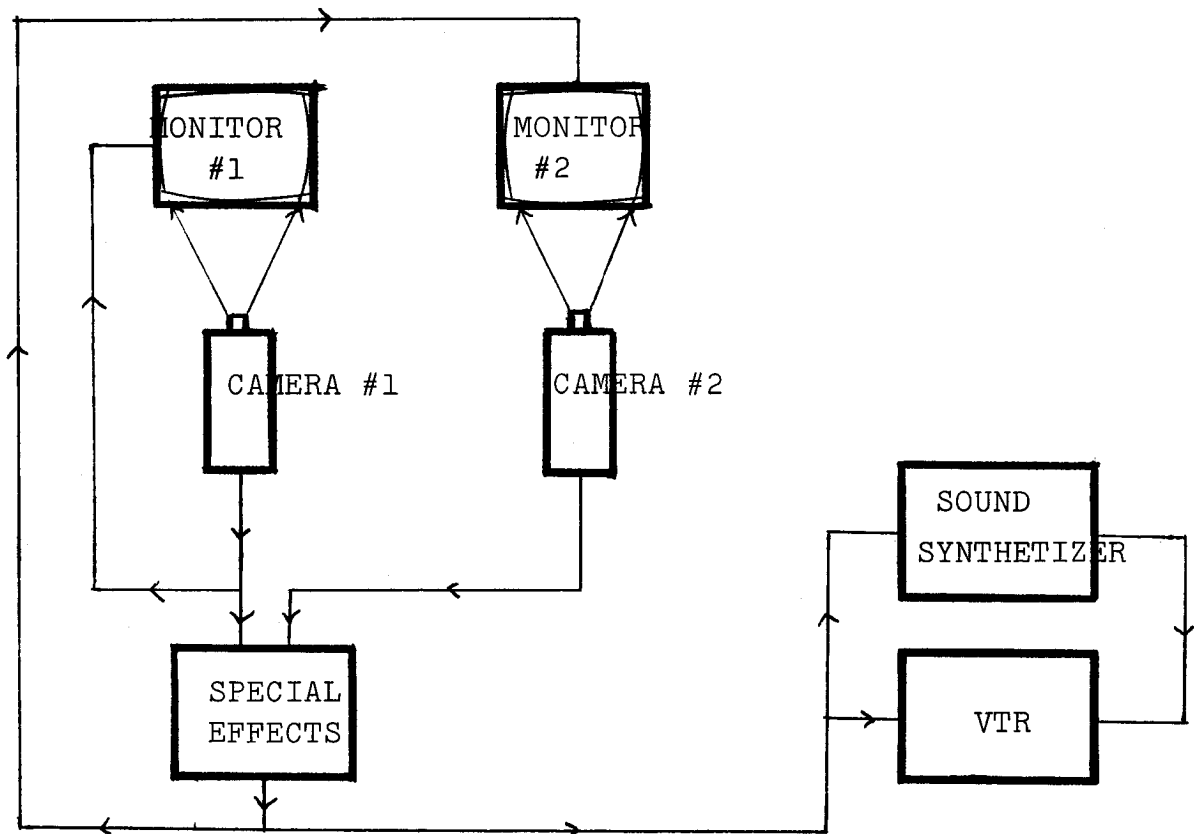 MONITOR
#1
MONITOR
#2
CAMERA #1
CAMERA #2
SOUND
SYNTHETIZER
SPECIAL
EFFECTS
VTR